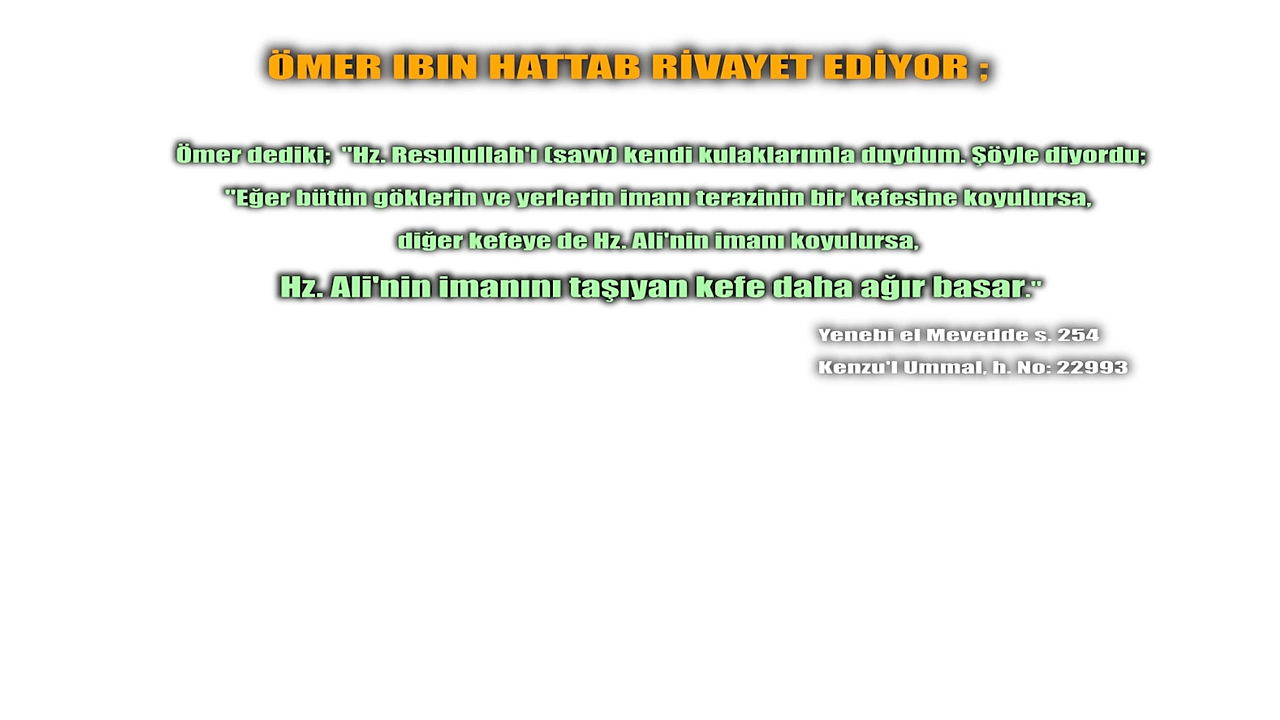 ÖMER IBIN HATTAB RİVAYET EDİYOR ;
Ömer dediki; "Hz. Resulullah'ı (savv) kendi kulaklarımla duydum. Şöyle diyordu;
"Eğer bütün göklerin ve yerlerin imanı terazinin bir kefesine koyulursa,
diğer kefeye de Hz. Ali'nin imanı koyulursa,
Hz. Ali'nin imanını taşıyan kefe daha ağır basar."
Yenebi el Mevedde s. 254
Kenzu'l Ummal, h. No: 22993